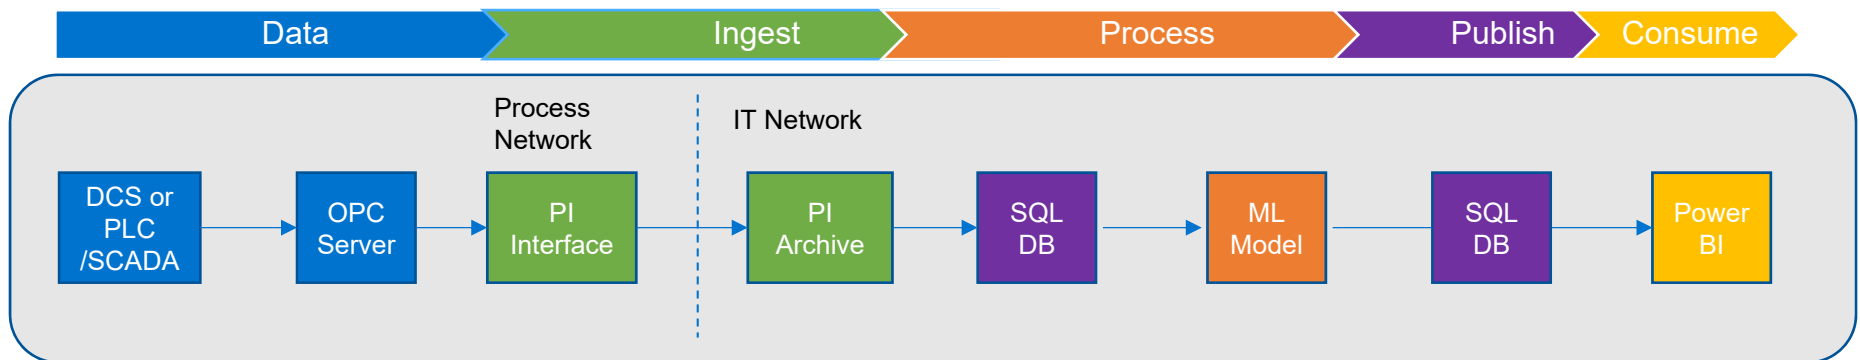 Data
Ingest
Process
Publish
Consume
Process
Network
IT Network
DCS or
PLC
/SCADA
OPC
Server
PI
Interface
PI
Archive
SQL
DB
ML
Model
SQL
DB
Power
BI